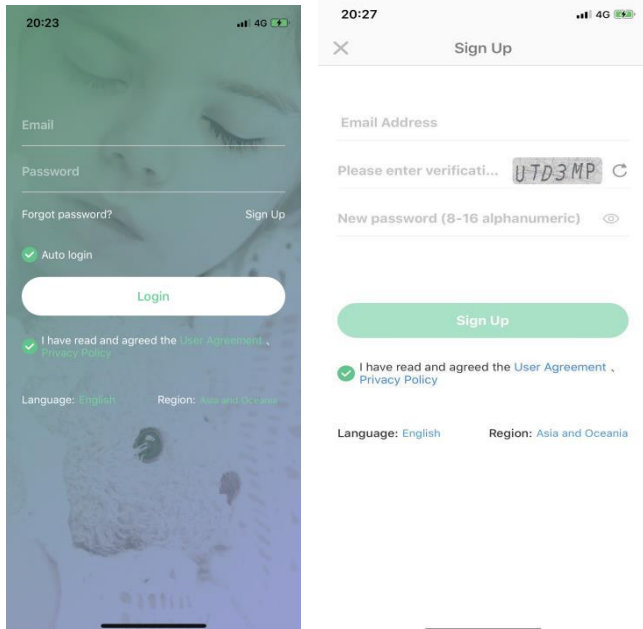 20:23
4G
Email
Password
Forgot password?
Sign Up
Auto login
Login
I have read and agreed the User Agreement 、
Privacy Policy
Language: English
Region: Asia and Oceania
20:27
4G
Sign Up
Email Address
Please enter verificati...
UTD3MP
New password (8-16 alphanumeric)
Sign Up
I have read and agreed the User Agreement 、
Privacy Policy
Language: English
Region: Asia and Oceania